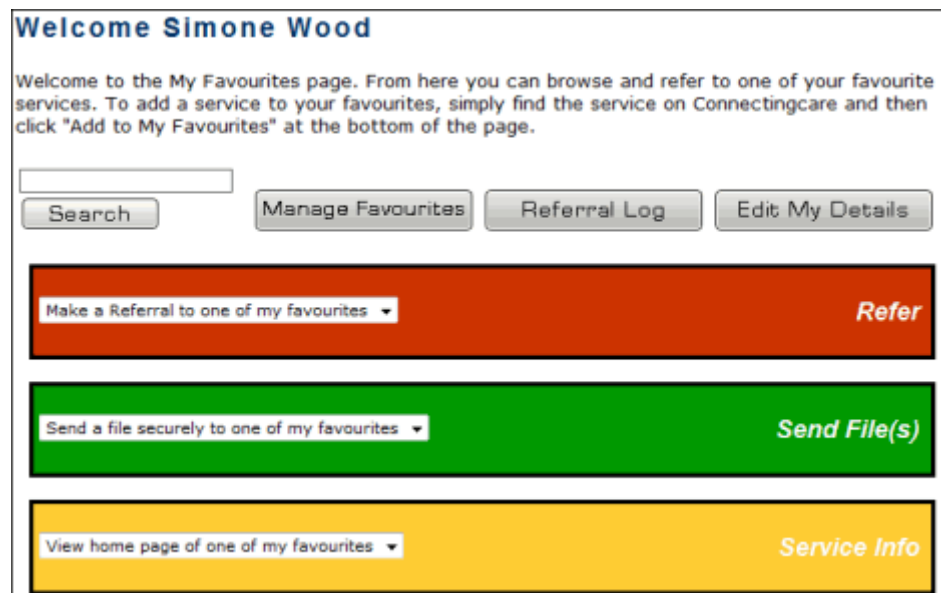 Welcome Simone Wood
Welcome to the My Favourites page. From here you can browse and refer to one of your favourite
services. To add a service to your favourites, simply find the service on Connectingcare and then
click "Add to My Favourites" at the bottom of the page.
Search
Manage Favourites
Referral Log
Edit My Details
Make a Referral to one of my favourites
Refer
Send a file securely to one of my favourites
Send File(s)
View home page of one of my favourites
Service Info